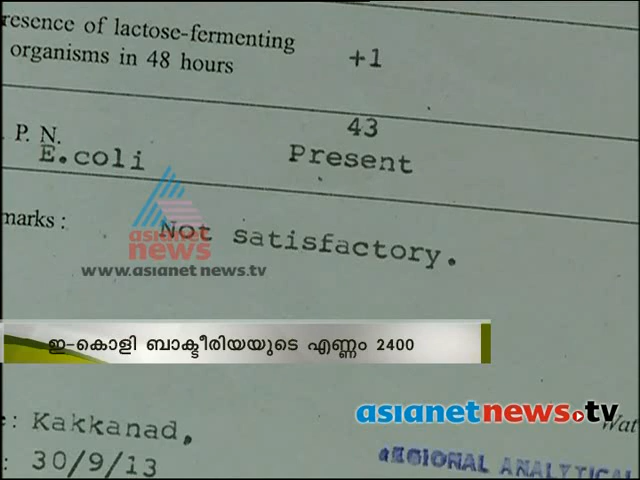 resence of lactose-fermenting
organisms in 48 hours
+1
P. N.
43
E.coli
Present
marks :
Not satisfactory.
asianet
news
www.asianetnews.tv
ഇ-കൊളി ബാക്ടീരിയയുടെ എണ്ണം 2400
asianetnews.tv
: Kakkanad,
Wat
: 30/9/13
REGIONAL ANALYTICAL